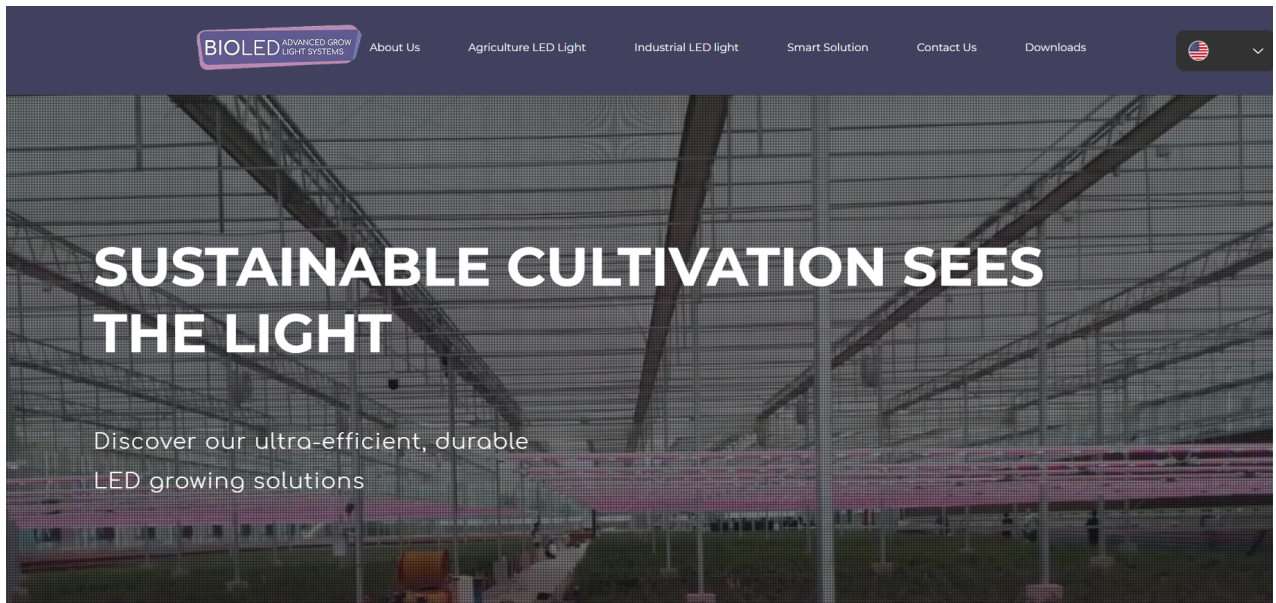 BIOLED ADVANCED GROW
LIGHT SYSTEMS
About Us
Agriculture LED Light
Industrial LED light
Smart Solution
Contact Us
Downloads
SUSTAINABLE CULTIVATION SEES
THE LIGHT
Discover our ultra-efficient, durable
LED growing solutions